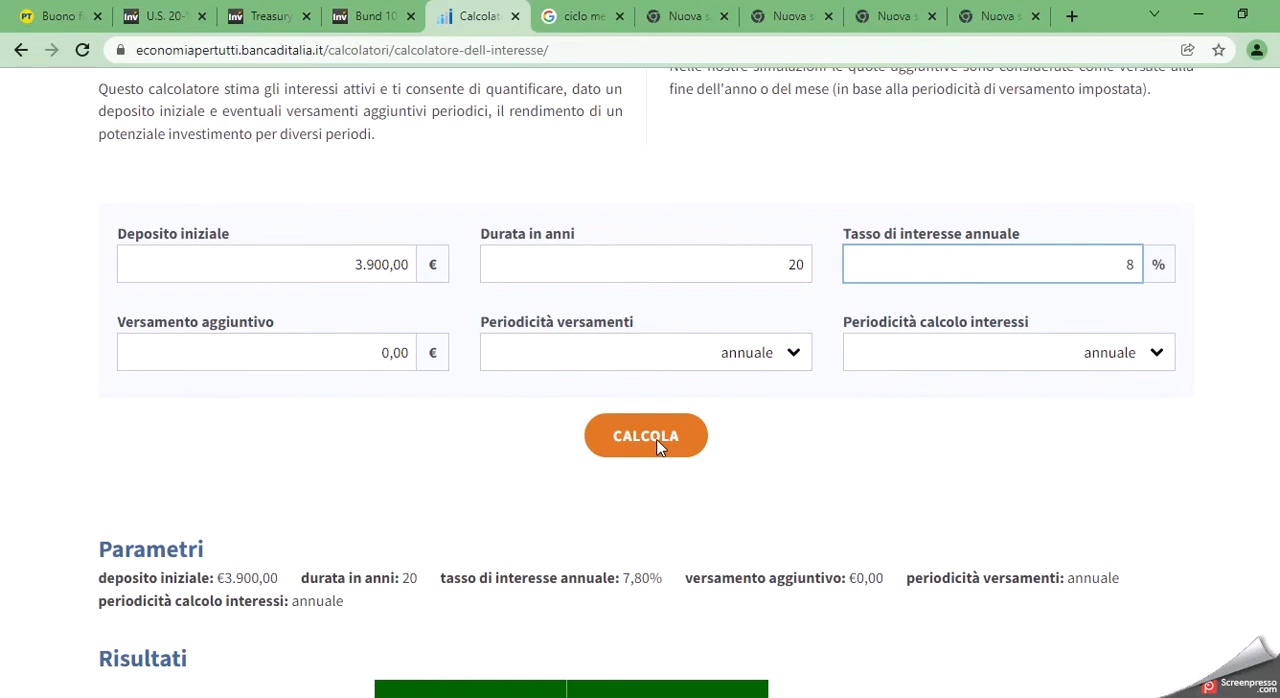 Buono f
U.S. 20-
Treasury
Bund 10
Calcolat
ciclo me
Nuova s
Nuova s
Nuova s
Nuova s
economiapertutti.bancaditalia.it/calcolatori/calcolatore-dell-interesse/
Questo calcolatore stima gli interessi attivi e ti consente di quantificare, dato un
deposito iniziale e eventuali versamenti aggiuntivi periodici, il rendimento di un
potenziale investimento per diversi periodi.
Nelle nostre simulazioni le quote aggiuntive sono considerate come versate alla
fine dell'anno o del mese (in base alla periodicità di versamento impostata).
Deposito iniziale
3.900,00 €
Durata in anni
20
Tasso di interesse annuale
8 %
Versamento aggiuntivo
0,00 €
Periodicità versamenti
annuale
Periodicità calcolo interessi
annuale
CALCOLA
Parametri
deposito iniziale: €3.900,00 durata in anni: 20 tasso di interesse annuale: 7,80% versamento aggiuntivo: €0,00 periodicità versamenti: annuale
periodicità calcolo interessi: annuale
Risultati
Screenpresso
.com